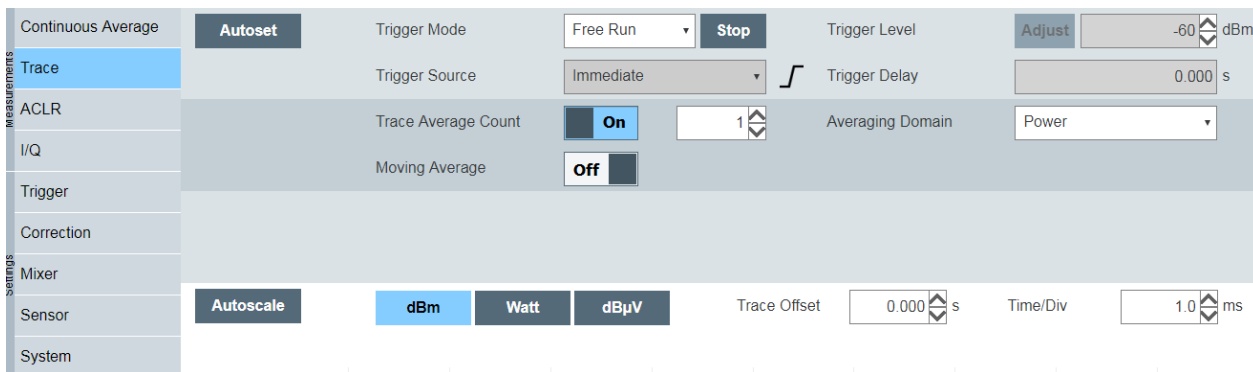 Measurements
Settings
Continuous Average
Trace
ACLR
I/Q
Trigger
Correction
Mixer
Sensor
System
Autoset Trigger Mode Free Run Stop Trigger Level Adjust -60 dBm
Trigger Source Immediate Trigger Delay 0.000 s
Trace Average Count On 1 Averaging Domain Power
Moving Average Off
Autoscale dBm Watt dBµV Trace Offset 0.000 s Time/Div 1.0 ms